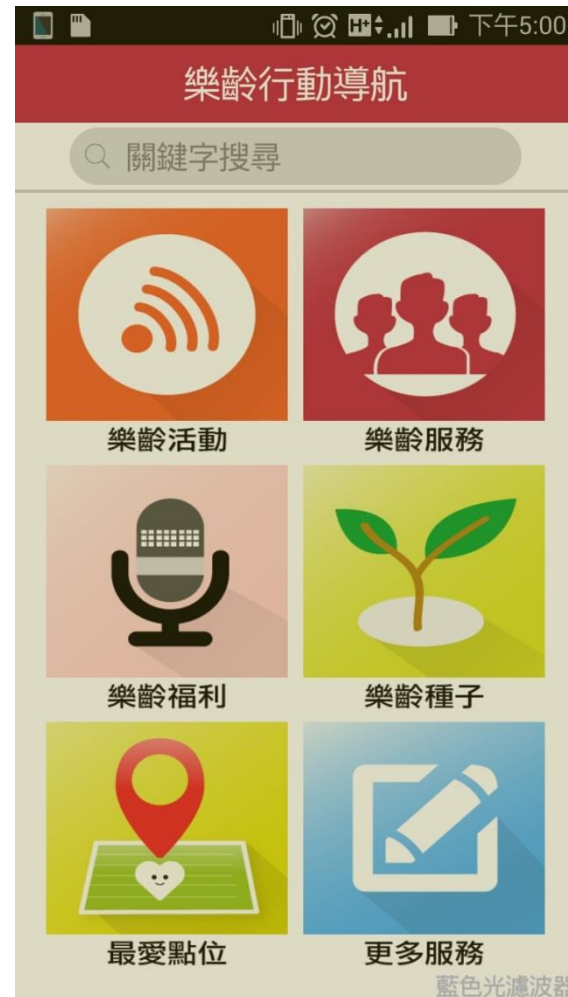 H+ 下午5:00
樂齡行動導航
關鍵字搜尋
樂齡活動 樂齡服務
樂齡福利 樂齡種子
最愛點位 更多服務
藍色光濾波器